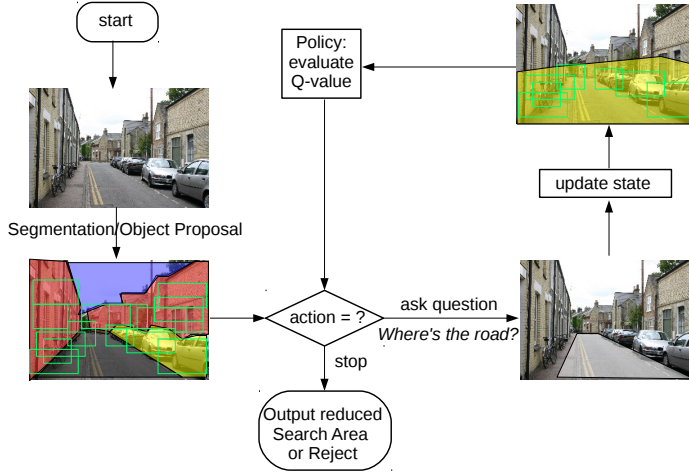 start
Segmentation/Object Proposal
Policy:
evaluate
Q-value
action = ?
ask question
Where's the road?
update state
stop
Output reduced
Search Area
or Reject